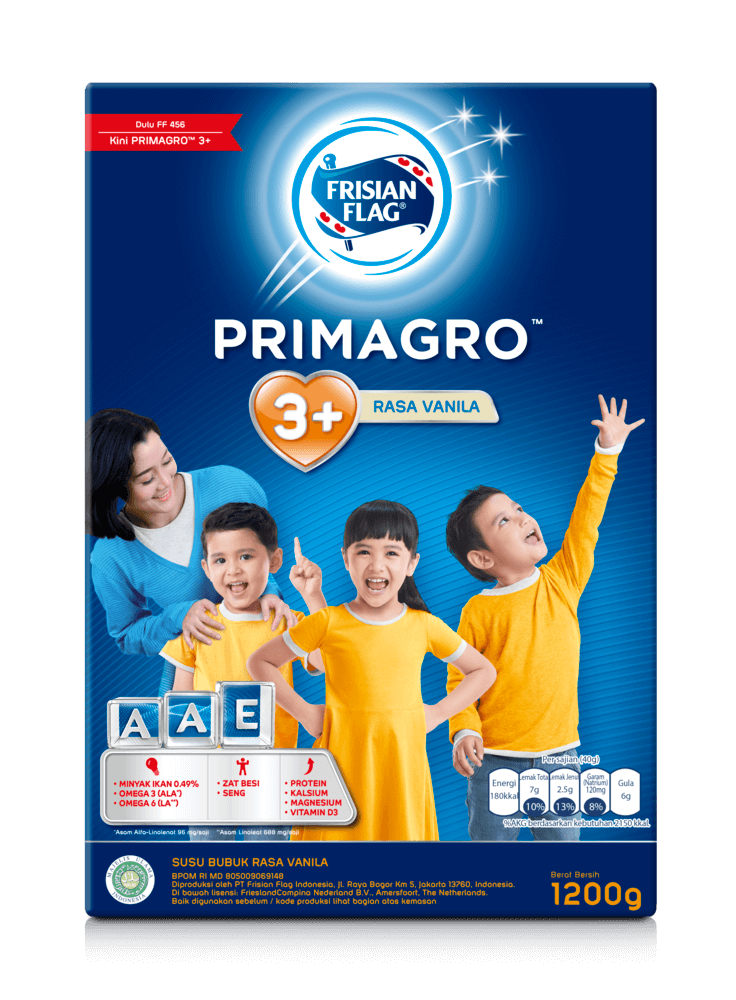 Dulu FF 456
Kini PRIMAGRO™ 3+
FRISIAN
FLAG®
PRIMAGRO™
3+
RASA VANILA
A A E
• MINYAK IKAN 0,49%
• OMEGA 3 (ALA*)
• OMEGA 6 (LA**)
• ZAT BESI
• SENG
• PROTEIN
• KALSIUM
• MAGNESIUM
• VITAMIN D3
*Asam Alfa-Linolenat 96 mg/saji **Asam Linoleat 688 mg/saji
Per sajian (40g)
Energi
180kkal
Lemak Total
7g
10%
Lemak Jenuh
2.5g
13%
Garam
(Natrium)
120mg
8%
Gula
6g
%AKG berdasarkan kebutuhan 2150 kkal.
MAJELIS ULAMA
INDONESIA
SUSU BUBUK RASA VANILA
BPOM RI MD 805009069148
Diproduksi oleh PT Frisian Flag Indonesia, Jl. Raya Bogor Km 5, Jakarta 13760, Indonesia.
Di bawah lisensi: FrieslandCampina Nederland B.V., Amersfoort, The Netherlands.
Baik digunakan sebelum / kode produksi lihat bagian atas kemasan
Berat Bersih
1200g